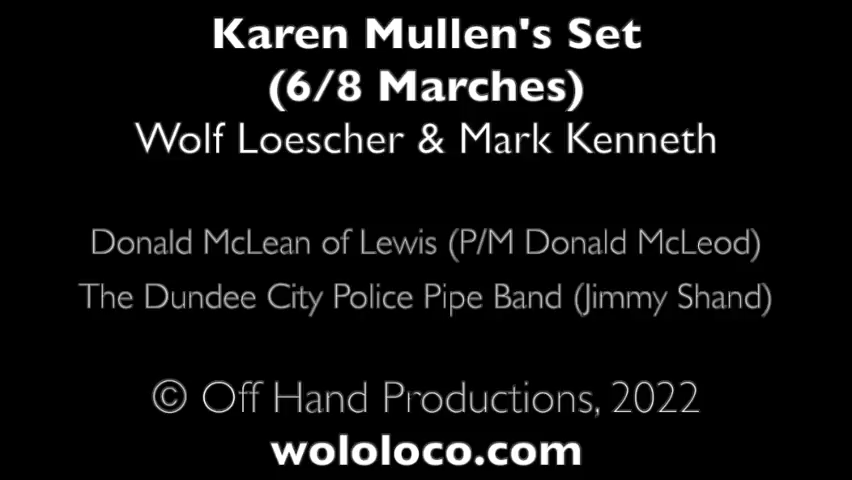 Karen Mullen's Set
(6/8 Marches)
Wolf Loescher & Mark Kenneth
Donald McLean of Lewis (P/M Donald McLeod)
The Dundee City Police Pipe Band (Jimmy Shand)
© Off Hand Productions, 2022
wololoco.com